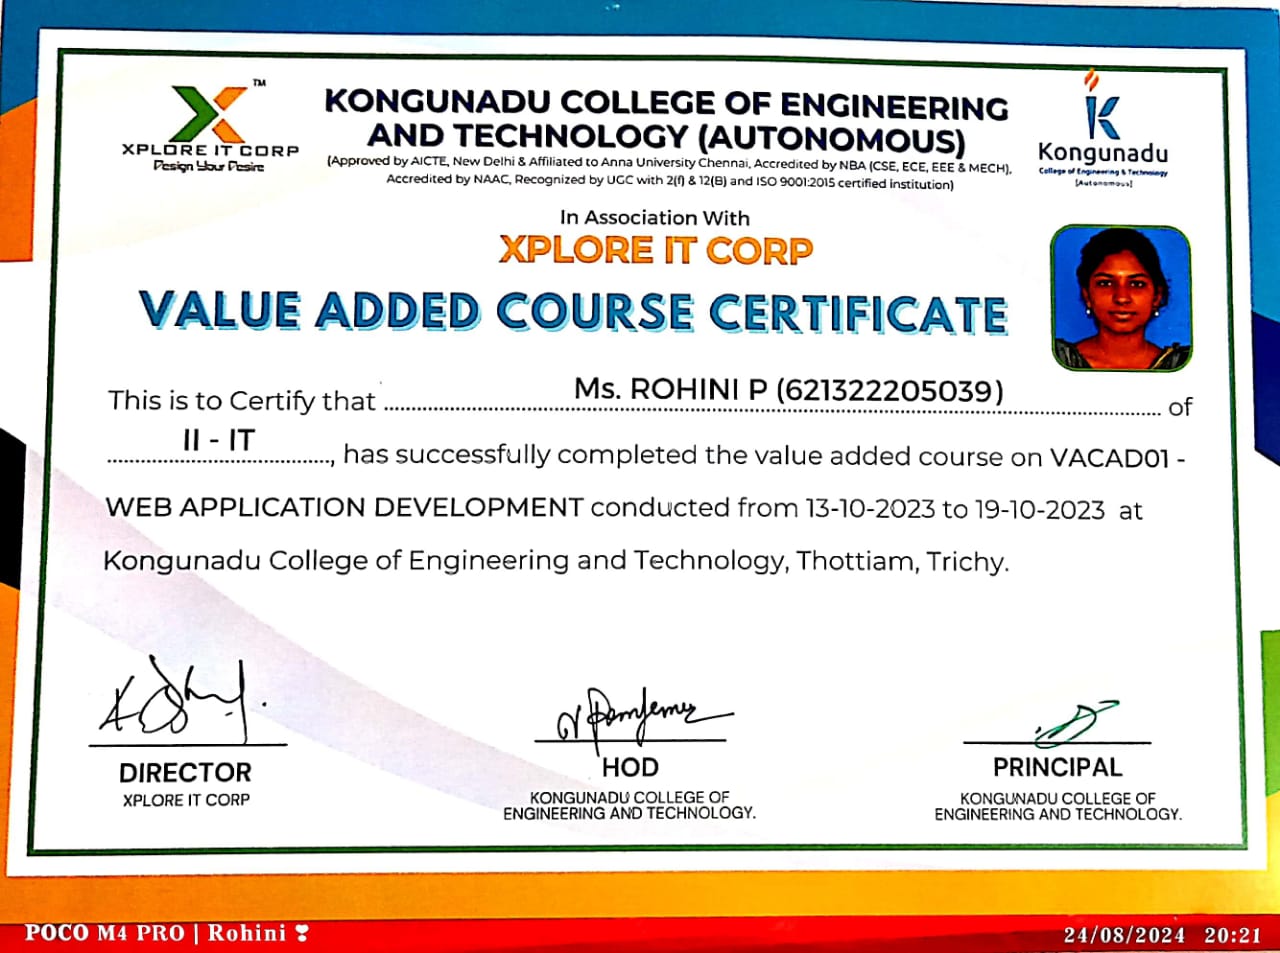 TM
XPLORE IT CORP
Design Your Desire
KONGUNADU COLLEGE OF ENGINEERING
AND TECHNOLOGY (AUTONOMOUS)
(Approved by AICTE, New Delhi & Affiliated to Anna University Chennai, Accredited by NBA (CSE, ECE, EEE & MECH),
Accredited by NAAC, Recognized by UGC with 2(f) & 12(B) and ISO 9001:2015 certified institution)
Kongunadu
College of Engineering & Technology
(Autonomous)
In Association With
XPLORE IT CORP
VALUE ADDED COURSE CERTIFICATE
This is to Certify that Ms. ROHINI P (621322205039) of
II - IT, has successfully completed the value added course on VACAD01 -
WEB APPLICATION DEVELOPMENT conducted from 13-10-2023 to 19-10-2023 at
Kongunadu College of Engineering and Technology, Thottiam, Trichy.
DIRECTOR
XPLORE IT CORP
HOD
KONGUNADU COLLEGE OF
ENGINEERING AND TECHNOLOGY.
PRINCIPAL
KONGUNADU COLLEGE OF
ENGINEERING AND TECHNOLOGY.
POCO M4 PRO | Rohini ❣
24/08/2024 20:21